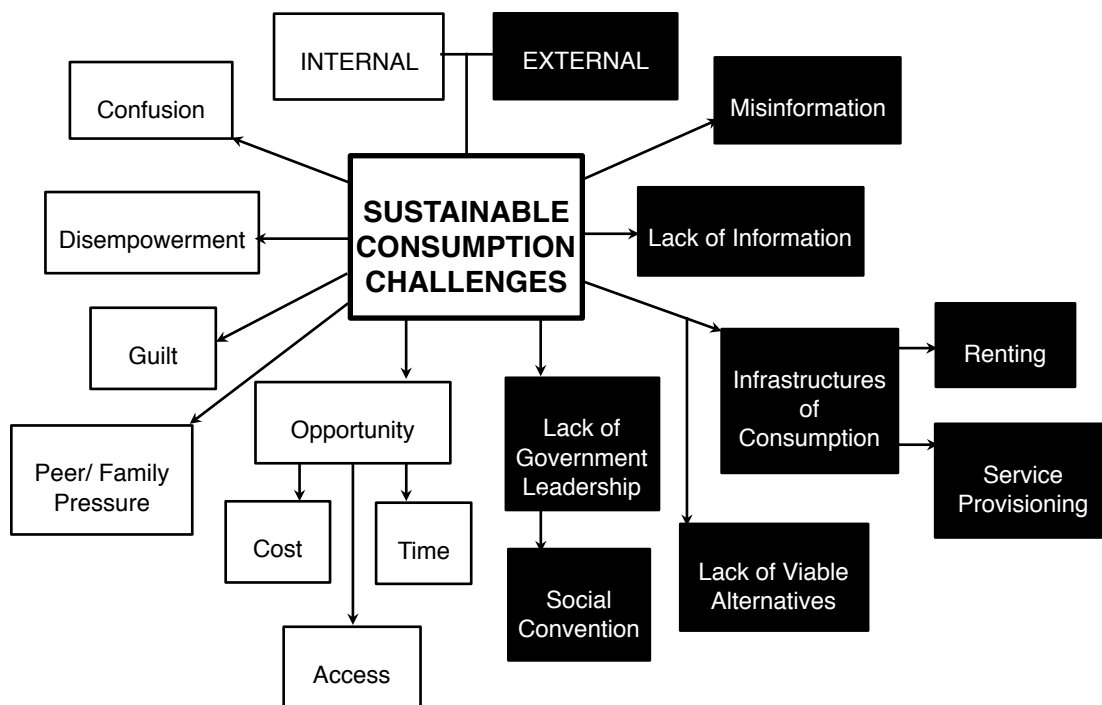 INTERNAL
EXTERNAL
Confusion
Misinformation
SUSTAINABLE
CONSUMPTION
CHALLENGES
Disempowerment
Lack of Information
Guilt
Infrastructures
of
Consumption
Renting
Opportunity
Lack of
Government
Leadership
Peer/ Family
Pressure
Service
Provisioning
Cost
Time
Lack of Viable
Alternatives
Social
Convention
Access